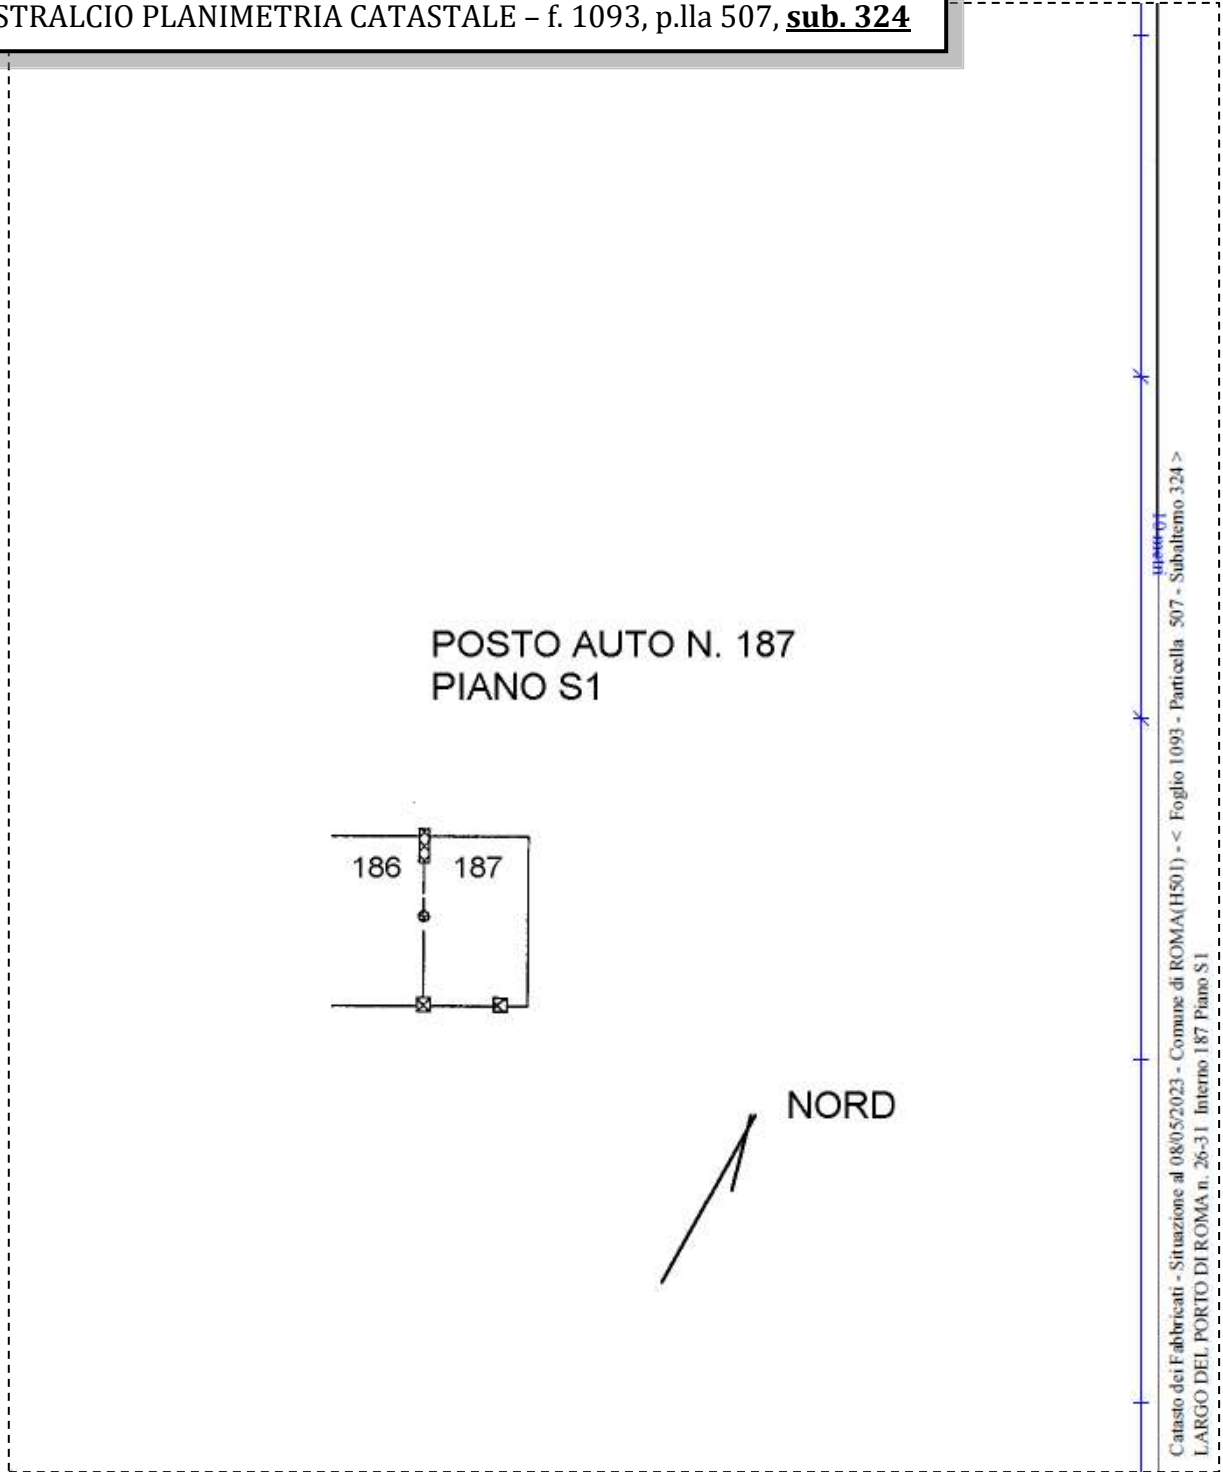 STRALCIO PLANIMETRIA CATASTALE – f. 1093, p.lla 507, sub. 324
POSTO AUTO N. 187
PIANO S1
186
187
NORD
10 metri
Catasto dei Fabbricati - Situazione al 08/05/2023 - Comune di ROMA(H501) - < Foglio 1093 - Particella 507 - Subalterno 324 >
LARGO DEL PORTO DI ROMA n. 26-31 Interno 187 Piano S1